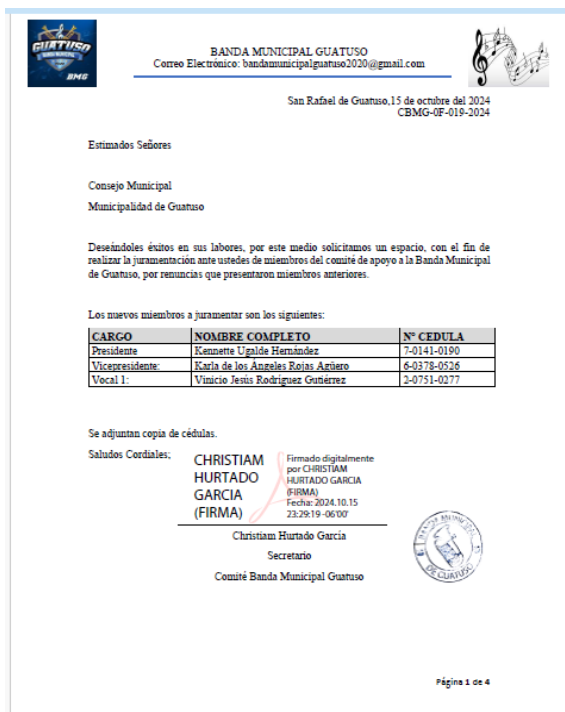 GUATUSO
BMG
BANDA MUNICIPAL GUATUSO
Correo Electrónico: bandamunicipalguatuso2020@gmail.com
San Rafael de Guatuso,15 de octubre del 2024
CBMG-0F-019-2024
Estimados Señores
Consejo Municipal
Municipalidad de Guatuso
Deseándoles éxitos en sus labores, por este medio solicitamos un espacio, con el fin de
realizar la juramentación ante ustedes de miembros del comité de apoyo a la Banda Municipal
de Guatuso, por renuncias que presentaron miembros anteriores.
Los nuevos miembros a juramentar son los siguientes:
CARGO NOMBRE COMPLETO N° CEDULA
Presidente Kennette Ugalde Hernández 7-0141-0190
Vicepresidente: Karla de los Ángeles Rojas Agüero 6-0378-0526
Vocal 1: Vinicio Jesús Rodríguez Gutiérrez 2-0751-0277
Se adjuntan copia de cédulas.
Saludos Cordiales;
CHRISTIAM
HURTADO
GARCIA
(FIRMA)
Firmado digitalmente
por CHRISTIAM
HURTADO GARCIA
(FIRMA)
Fecha: 2024.10.15
23:29:19 -06'00'
Christiam Hurtado García
Secretario
Comité Banda Municipal Guatuso
BANDA MUNICIPAL
DE GUATUSO
Página 1 de 4